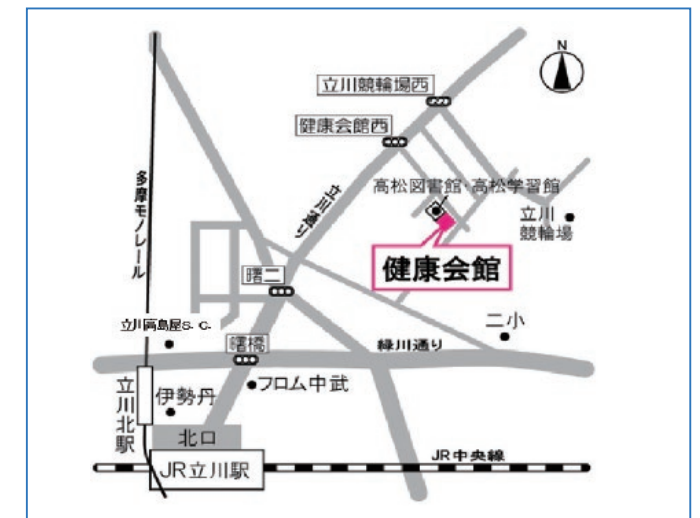 N
立川競輪場西
健康会館西
多摩モノレール
立川通り
高松図書館・高松学習館
立川
競輪場
健康会館
曙二
立川高島屋S.C.
二小
曙橋
緑川通り
フロム中武
伊勢丹
立川北駅
北口
JR中央線
JR立川駅